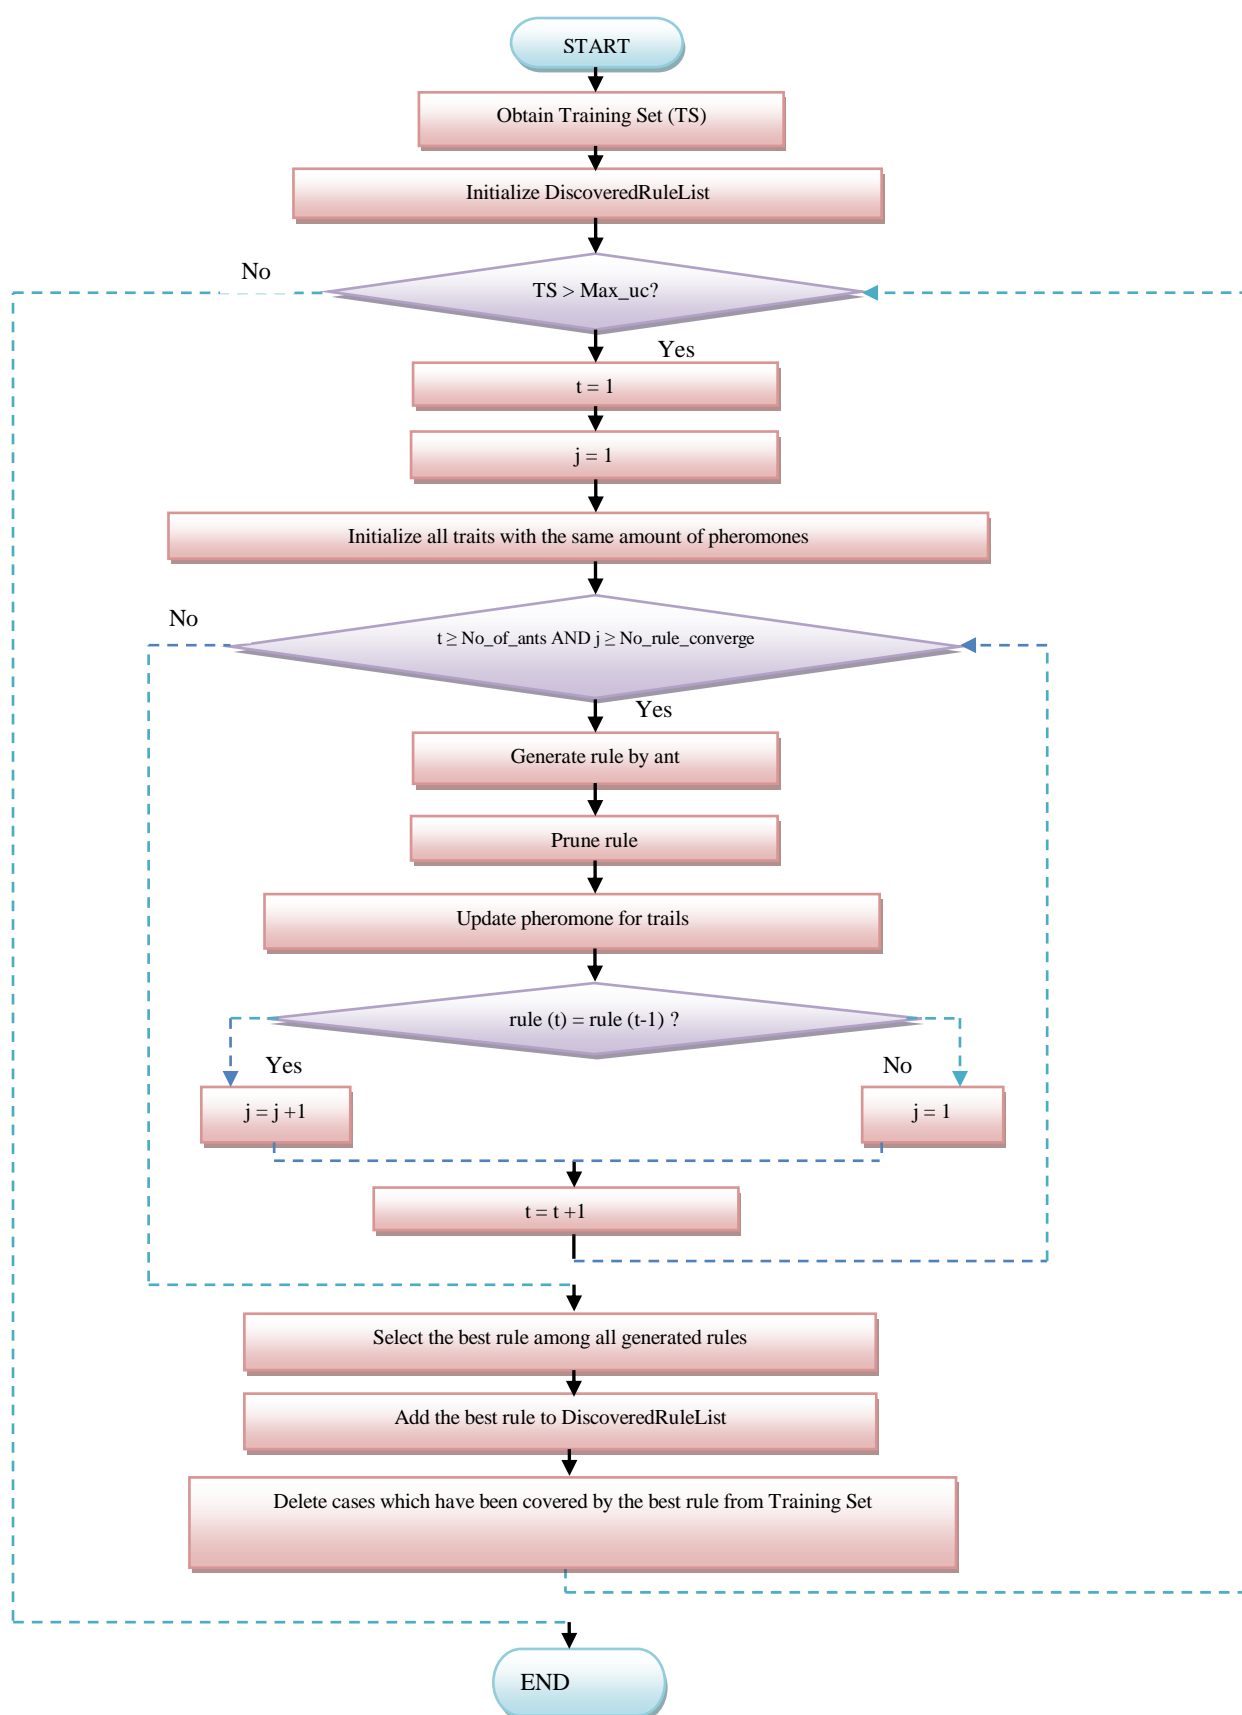 START
Obtain Training Set (TS)
Initialize DiscoveredRuleList
No
TS > Max_uc?
Yes
t = 1
j = 1
Initialize all traits with the same amount of pheromones
No
t ≥ No_of_ants AND j ≥ No_rule_converge
Yes
Generate rule by ant
Prune rule
Update pheromone for trails
rule (t) = rule (t-1) ?
Yes
No
j = j +1
j = 1
t = t +1
Select the best rule among all generated rules
Add the best rule to DiscoveredRuleList
Delete cases which have been covered by the best rule from Training Set
END